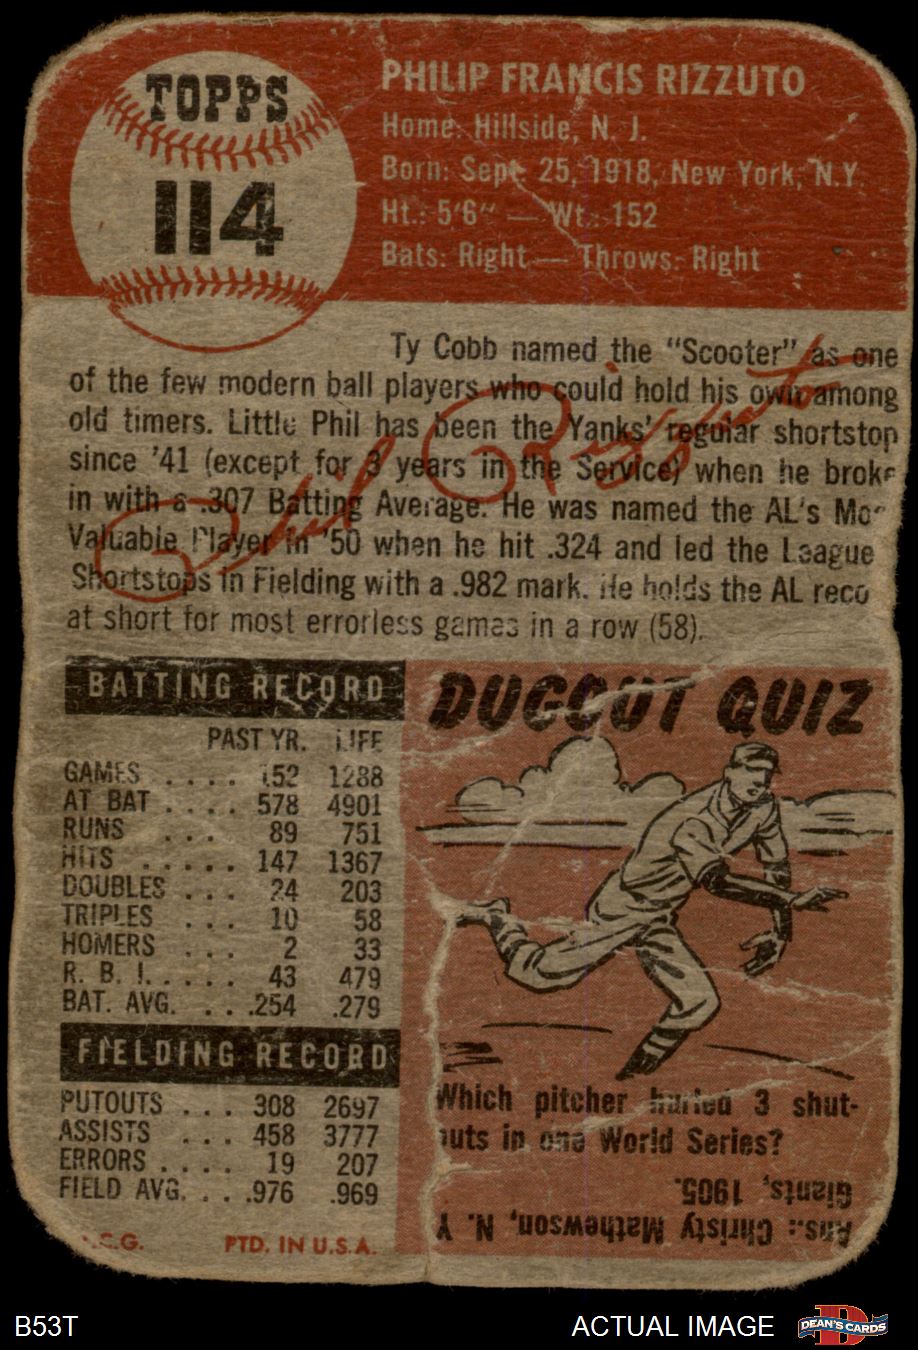 TOPPS
114
PHILIP FRANCIS RIZZUTO
Home: Hillside, N. J.
Born: Sept. 25, 1918, New York, N.Y.
Ht.: 5'6" — Wt.: 152
Bats: Right — Throws: Right
Ty Cobb named the "Scooter" as one
of the few modern ball players who could hold his own among
old timers. Little Phil has been the Yanks' regular shortstop
since '41 (except for 3 years in the Service) when he broke
in with a .307 Batting Average. He was named the AL's Mos
Valuable Player in '50 when he hit .324 and led the League
Shortstops in Fielding with a .982 mark. He holds the AL reco
at short for most errorless games in a row (58).
Phil Rizzuto
BATTING RECORD
PAST YR. LIFE
GAMES . . . . 152 1288
AT BAT . . . . 578 4901
RUNS . . . 89 751
HITS . . . . . 147 1367
DOUBLES . . . 24 203
TRIPLES . . . 10 58
HOMERS . . . 2 33
R. B. I. . . . . 43 479
BAT. AVG. . . .254 .279
FIELDING RECORD
PUTOUTS . . . 308 2697
ASSISTS . . . 458 3777
ERRORS . . . . 19 207
FIELD AVG. . . .976 .969
.C.G. PTD. IN U.S.A.
DUGOUT QUIZ
Which pitcher hurled 3 shut-
outs in one World Series?
Ans.: Christy Mathewson, N. Y
Giants, 1905.
B53T
ACTUAL IMAGE
DEAN'S CARDS